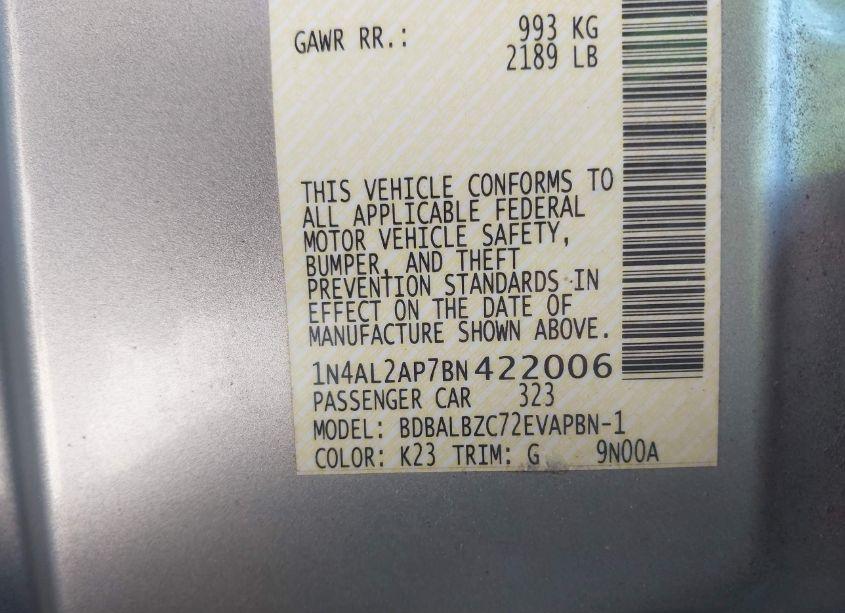 GAWR RR.: 993 KG
2189 LB
THIS VEHICLE CONFORMS TO
ALL APPLICABLE FEDERAL
MOTOR VEHICLE SAFETY,
BUMPER, AND THEFT
PREVENTION STANDARDS IN
EFFECT ON THE DATE OF
MANUFACTURE SHOWN ABOVE.
1N4AL2AP7BN422006
PASSENGER CAR 323
MODEL: BDBALBZC72EVAPBN-1
COLOR: K23 TRIM: G 9N00A